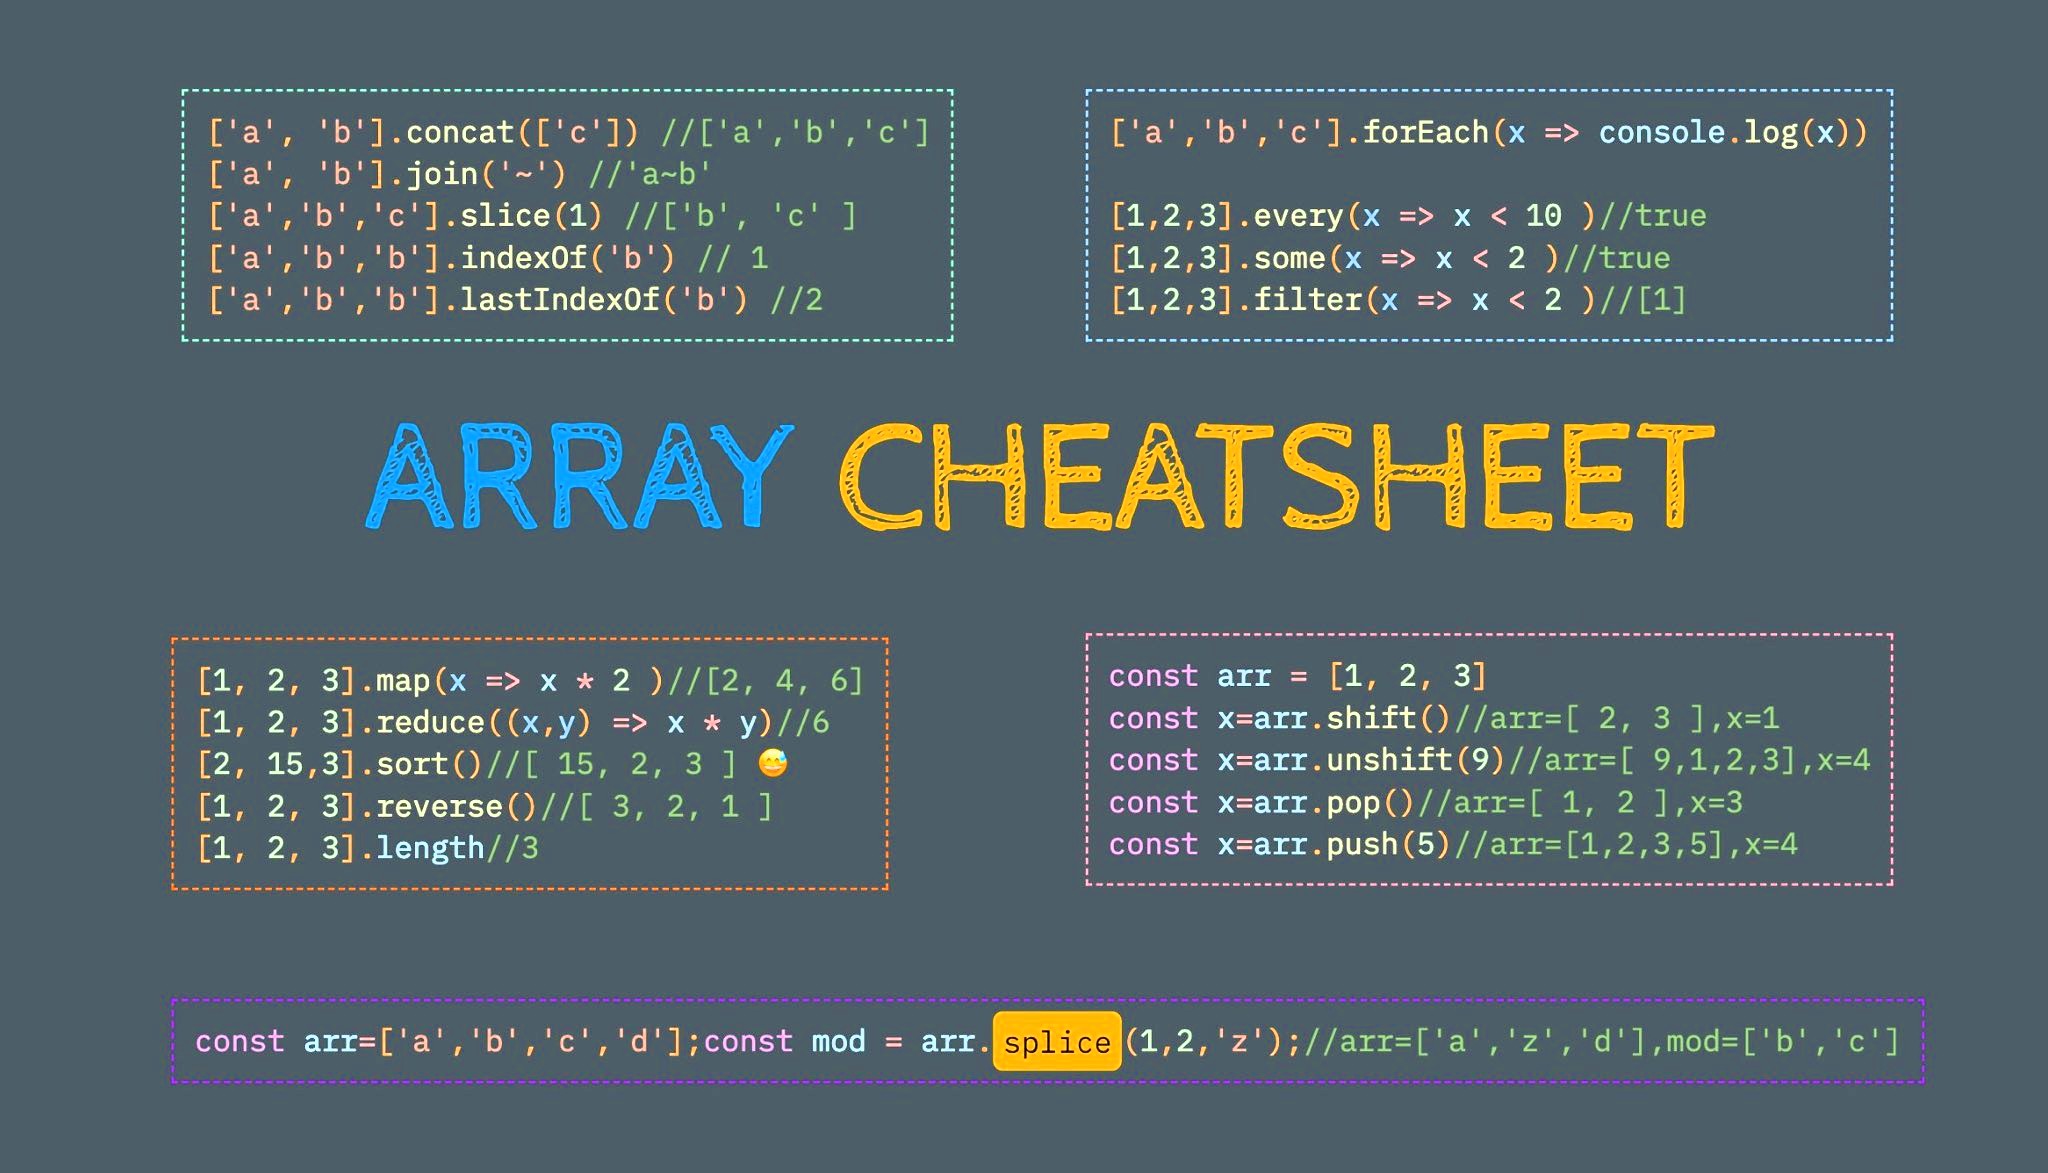 ['a', 'b'].concat(['c']) //['a','b','c']
['a', 'b'].join('~') //'a~b'
['a','b','c'].slice(1) //['b', 'c' ]
['a','b','b'].indexOf('b') // 1
['a','b','b'].lastIndexOf('b') //2
['a','b','c'].forEach(x => console.log(x))
[1,2,3].every(x => x < 10 )//true
[1,2,3].some(x => x < 2 )//true
[1,2,3].filter(x => x < 2 )//[1]
ARRAY CHEATSHEET
[1, 2, 3].map(x => x * 2 )//[2, 4, 6]
[1, 2, 3].reduce((x,y) => x * y)//6
[2, 15,3].sort()//[ 15, 2, 3 ] 😅
[1, 2, 3].reverse()//[ 3, 2, 1 ]
[1, 2, 3].length//3
const arr = [1, 2, 3]
const x=arr.shift()//arr=[ 2, 3 ],x=1
const x=arr.unshift(9)//arr=[ 9,1,2,3],x=4
const x=arr.pop()//arr=[ 1, 2 ],x=3
const x=arr.push(5)//arr=[1,2,3,5],x=4
const arr=['a','b','c','d'];const mod = arr.splice(1,2,'z');//arr=['a','z','d'],mod=['b','c']